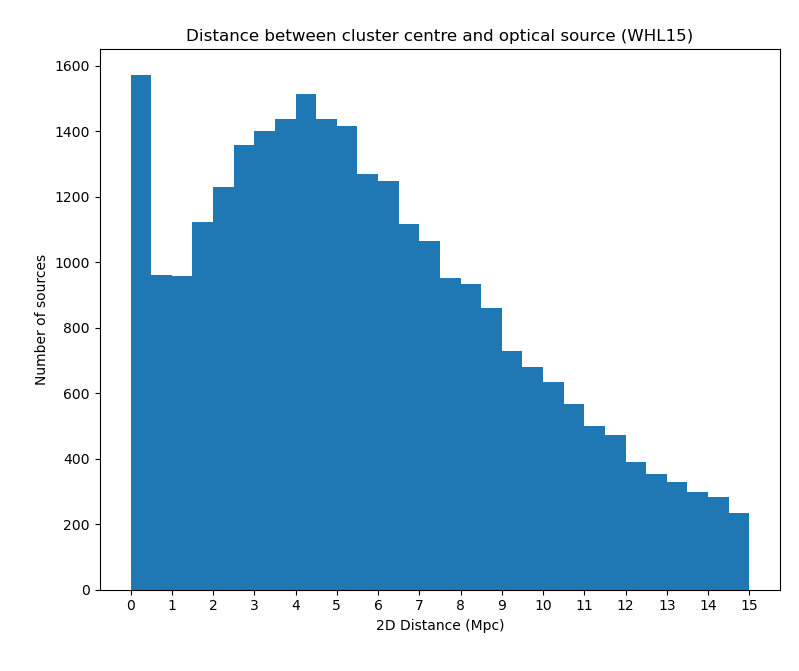 Distance between cluster centre and optical source (WHL15)
1600
1400
1200
1000
800
600
400
200
0
Number of sources
0 1 2 3 4 5 6 7 8 9 10 11 12 13 14 15
2D Distance (Mpc)